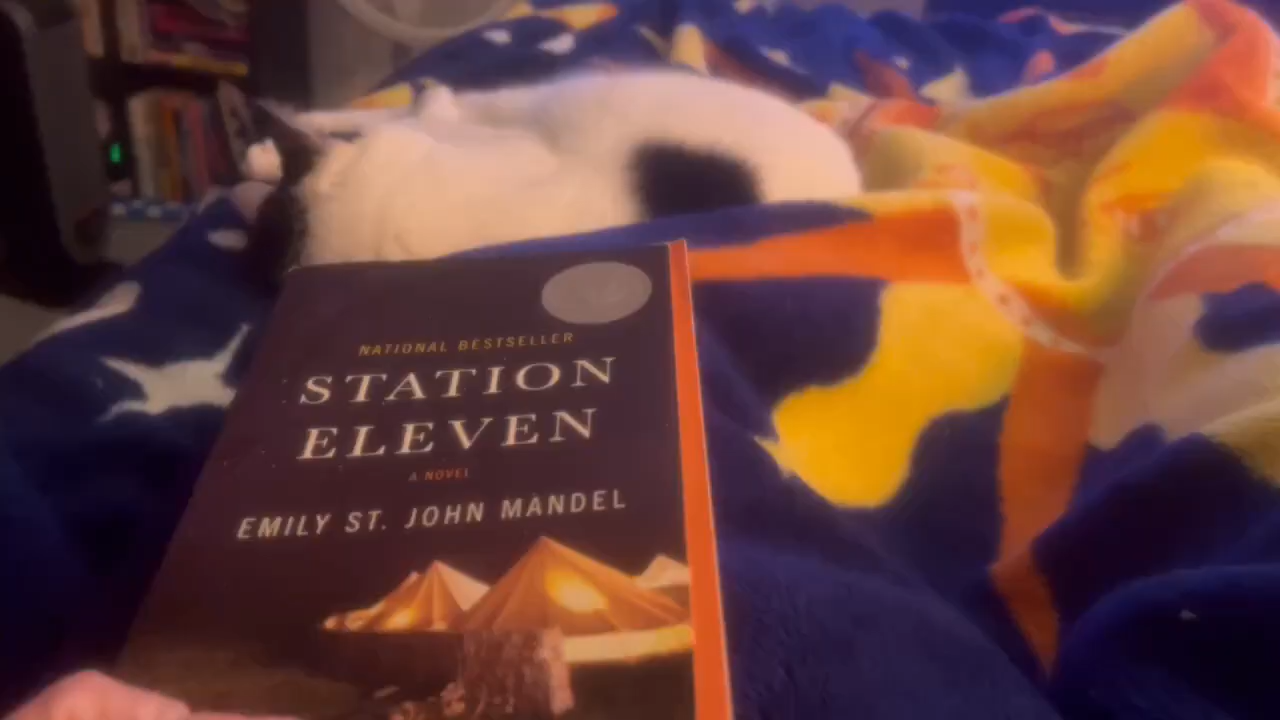 NATIONAL BESTSELLER
STATION
ELEVEN
A NOVEL
EMILY ST. JOHN MANDEL